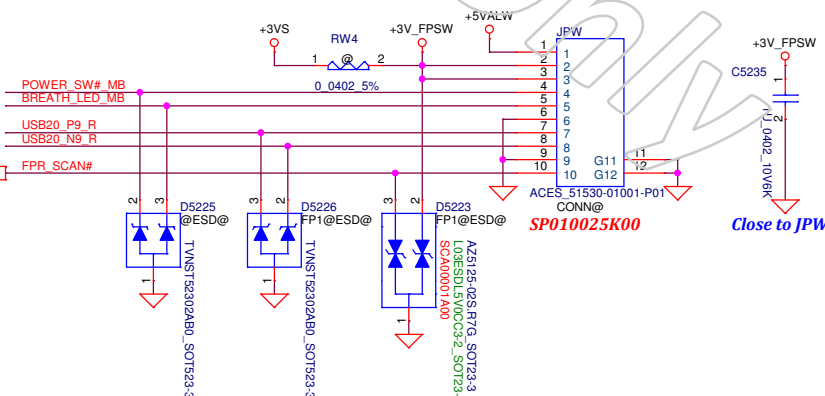 only
+3VS
RW4
+3V_FPSW
+5VALW
JPW
1
@
2
0_0402_5%
POWER_SW#_MB
BREATH_LED_MB
USB20_P9_R
USB20_N9_R
FPR_SCAN#
1
2
3
4
5
6
7
8
9
10
1
2
3
4
5
6
7
8
9
10
G11
G12
11
12
ACES_51530-01001-P01
CONN@
SP010025K00
+3V_FPSW
C5235
1
2
1U_0402_10V6K
Close to JPW
2
3
D5225
@ESD@
1
TVNST52302AB0_SOT523-3
3
2
D5226
FP1@ESD@
1
TVNST52302AB0_SOT523-3
3
2
D5223
FP1@ESD@
1
AZ5125-02S.R7G_SOT23-3
L03ESDL5V0CC3-2_SOT23-
SCA00001A00